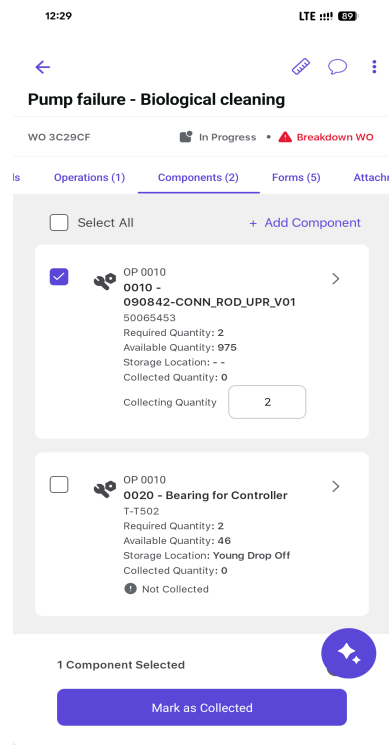 12:29
LTE 89
Pump failure - Biological cleaning
WO 3C29CF
In Progress • Breakdown WO
ls Operations (1) Components (2) Forms (5) Attachr
Select All
+ Add Component
OP 0010
0010 -
090842-CONN_ROD_UPR_V01
50065453
Required Quantity: 2
Available Quantity: 975
Storage Location: - -
Collected Quantity: 0
Collecting Quantity 2
OP 0010
0020 - Bearing for Controller
T-T502
Required Quantity: 2
Available Quantity: 46
Storage Location: Young Drop Off
Collected Quantity: 0
Not Collected
1 Component Selected
Mark as Collected